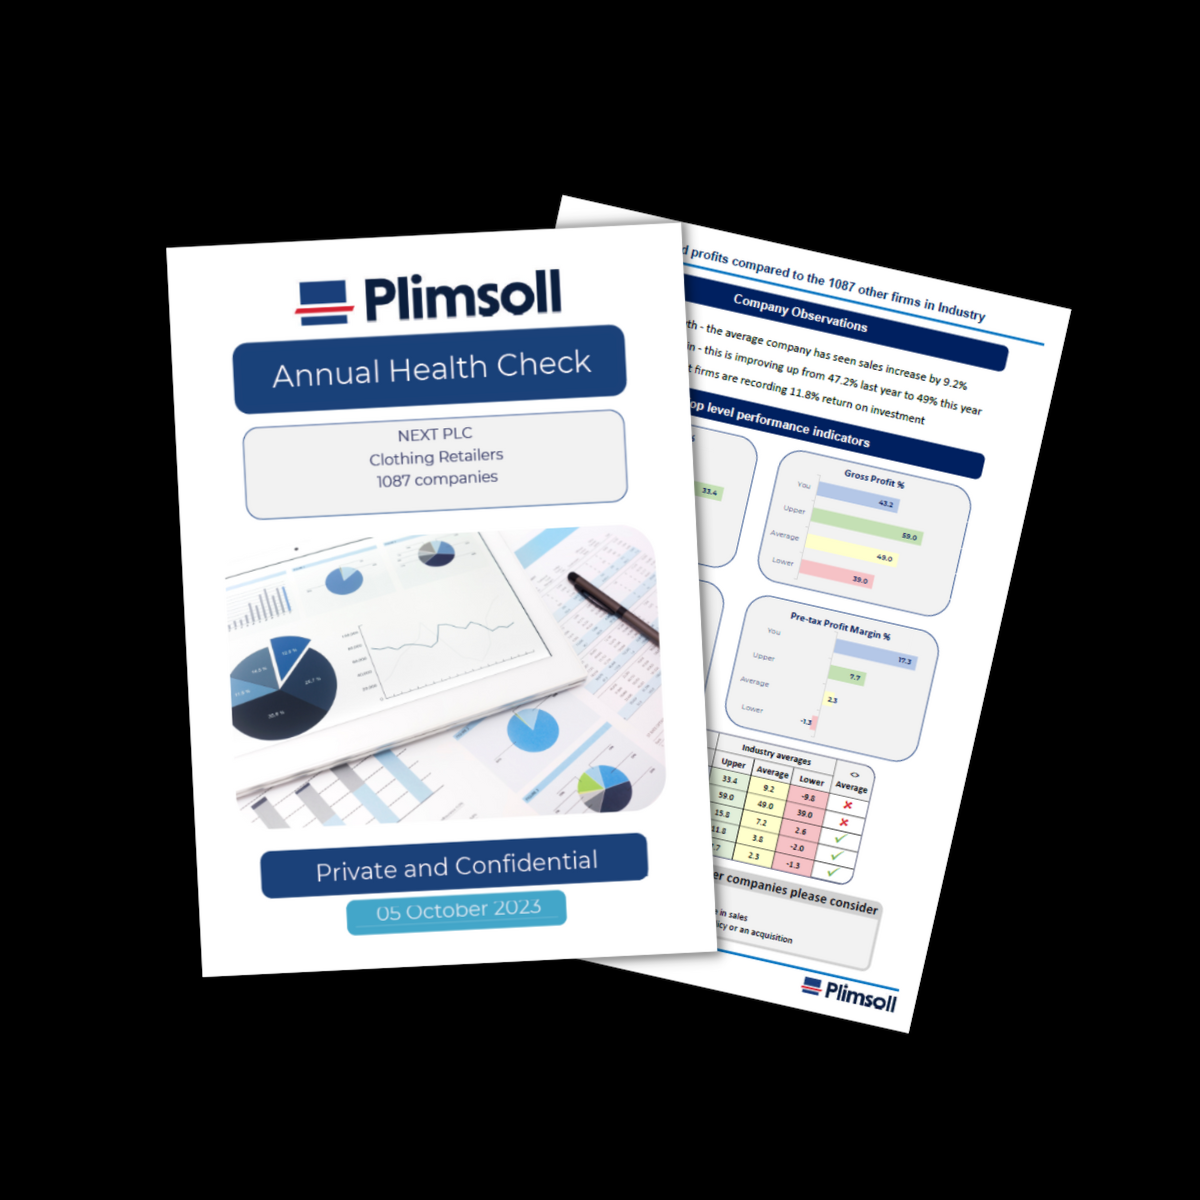 Plimsoll
Annual Health Check
NEXT PLC
Clothing Retailers
1087 companies
Private and Confidential
05 October 2023
profits compared to the 1087 other firms in Industry
Company Observations
- the average company has seen sales increase by 9.2%
- this is improving up from 47.2% last year to 49% this year
firms are recording 11.8% return on investment
level performance indicators
33.4
Gross Profit %
You 43.2
Upper 59.0
Average 49.0
Lower 39.0
Pre-tax Profit Margin %
You 17.3
Upper 7.7
Average 2.3
Lower -1.3
Industry averages <>
Upper Average Lower Average
33.4 9.2 -9.8 ✗
59.0 49.0 39.0 ✗
15.8 7.2 2.6 ✓
11.8 3.8 -2.0 ✓
2.3 -1.3 ✓
companies please consider
in sales
or an acquisition
Plimsoll